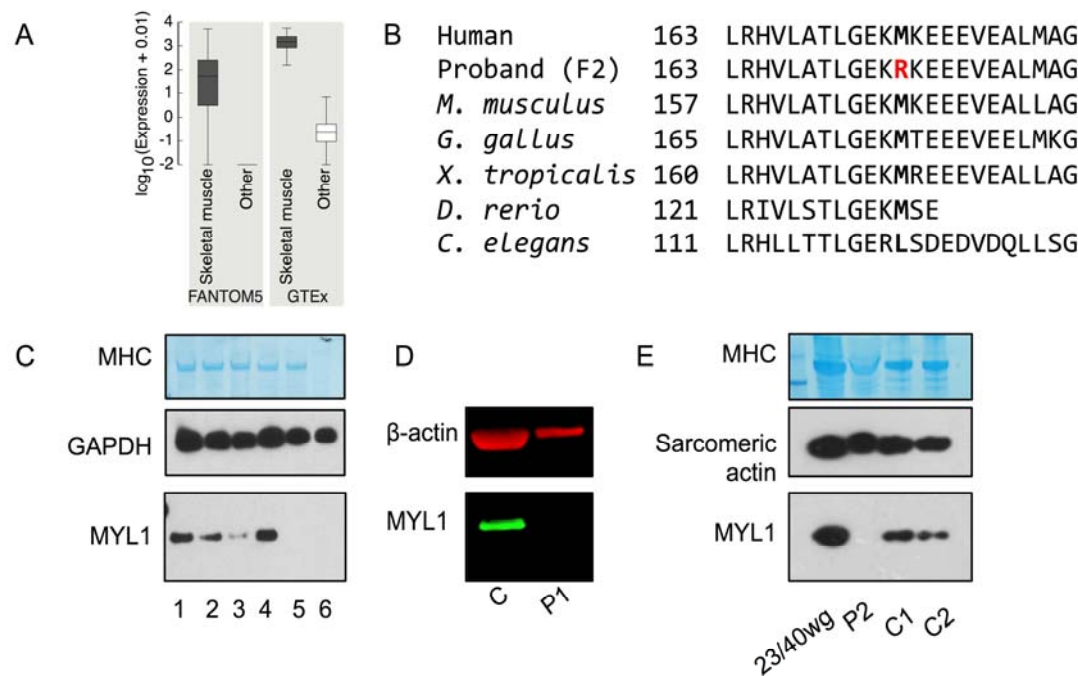 A
log10(Expression + 0.01)
4
3
2
1
0
-1
-2
Skeletal muscle
Other
Skeletal muscle
Other
FANTOM5
GTEx
B
Human 163 LRHVLATLGEKMKEEEVEALMAG
Proband (F2) 163 LRHVLATLGEKRKEEEVEALMAG
M. musculus 157 LRHVLATLGEKMKEEEVEALLAG
G. gallus 165 LRHVLATLGEKMTEEEVEELMKG
X. tropicalis 160 LRHVLATLGEKMREEEVEALLAG
D. rerio 121 LRIVLSTLGEKMSE
C. elegans 111 LRHLLTTLGERLSDEDVDQLLSG
C
MHC
GAPDH
MYL1
1 2 3 4 5 6
D
β-actin
MYL1
C P1
E
MHC
Sarcomeric
actin
MYL1
23/40wg P2 C1 C2